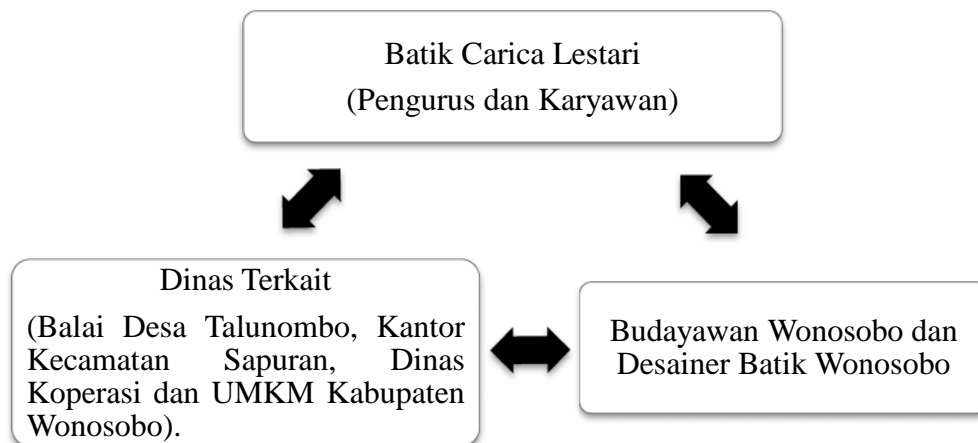 Batik Carica Lestari
(Pengurus dan Karyawan)
Dinas Terkait
(Balai Desa Talunombo, Kantor
Kecamatan Sapuran, Dinas
Koperasi dan UMKM Kabupaten
Wonosobo).
Budayawan Wonosobo dan
Desainer Batik Wonosobo